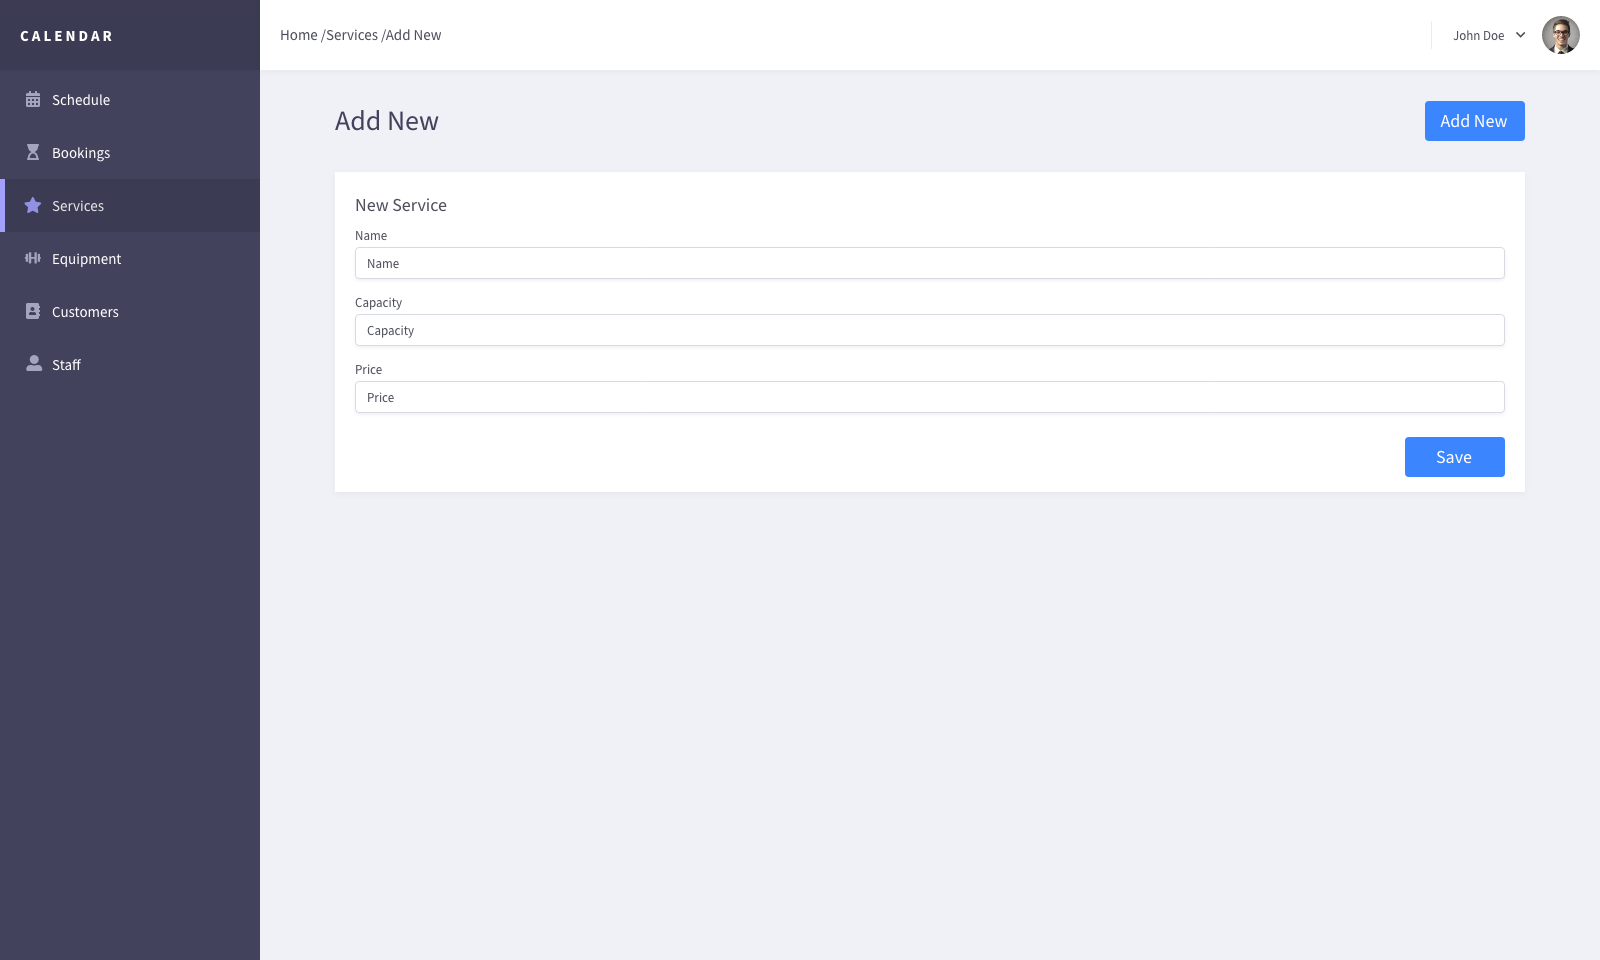 CALENDAR
Home /Services /Add New
John Doe
Schedule
Bookings
Services
Equipment
Customers
Staff
Add New
Add New
New Service
Name
Name
Capacity
Capacity
Price
Price
Save